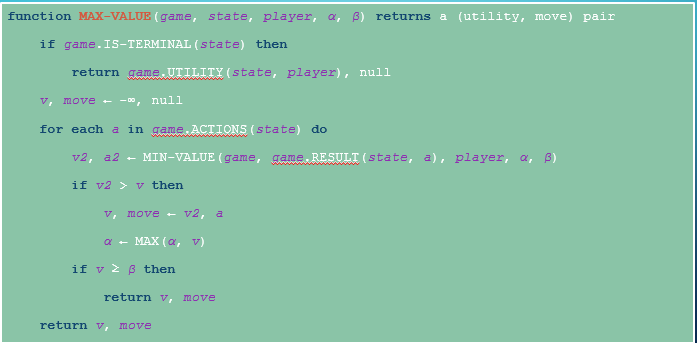 function MAX-VALUE(game, state, player, α, β) returns a (utility, move) pair
if game.IS-TERMINAL(state) then
return game.UTILITY(state, player), null
v, move ← -∞, null
for each a in game.ACTIONS(state) do
v2, a2 ← MIN-VALUE(game, game.RESULT(state, a), player, α, β)
if v2 > v then
v, move ← v2, a
α ← MAX(α, v)
if v ≥ β then
return v, move
return v, move